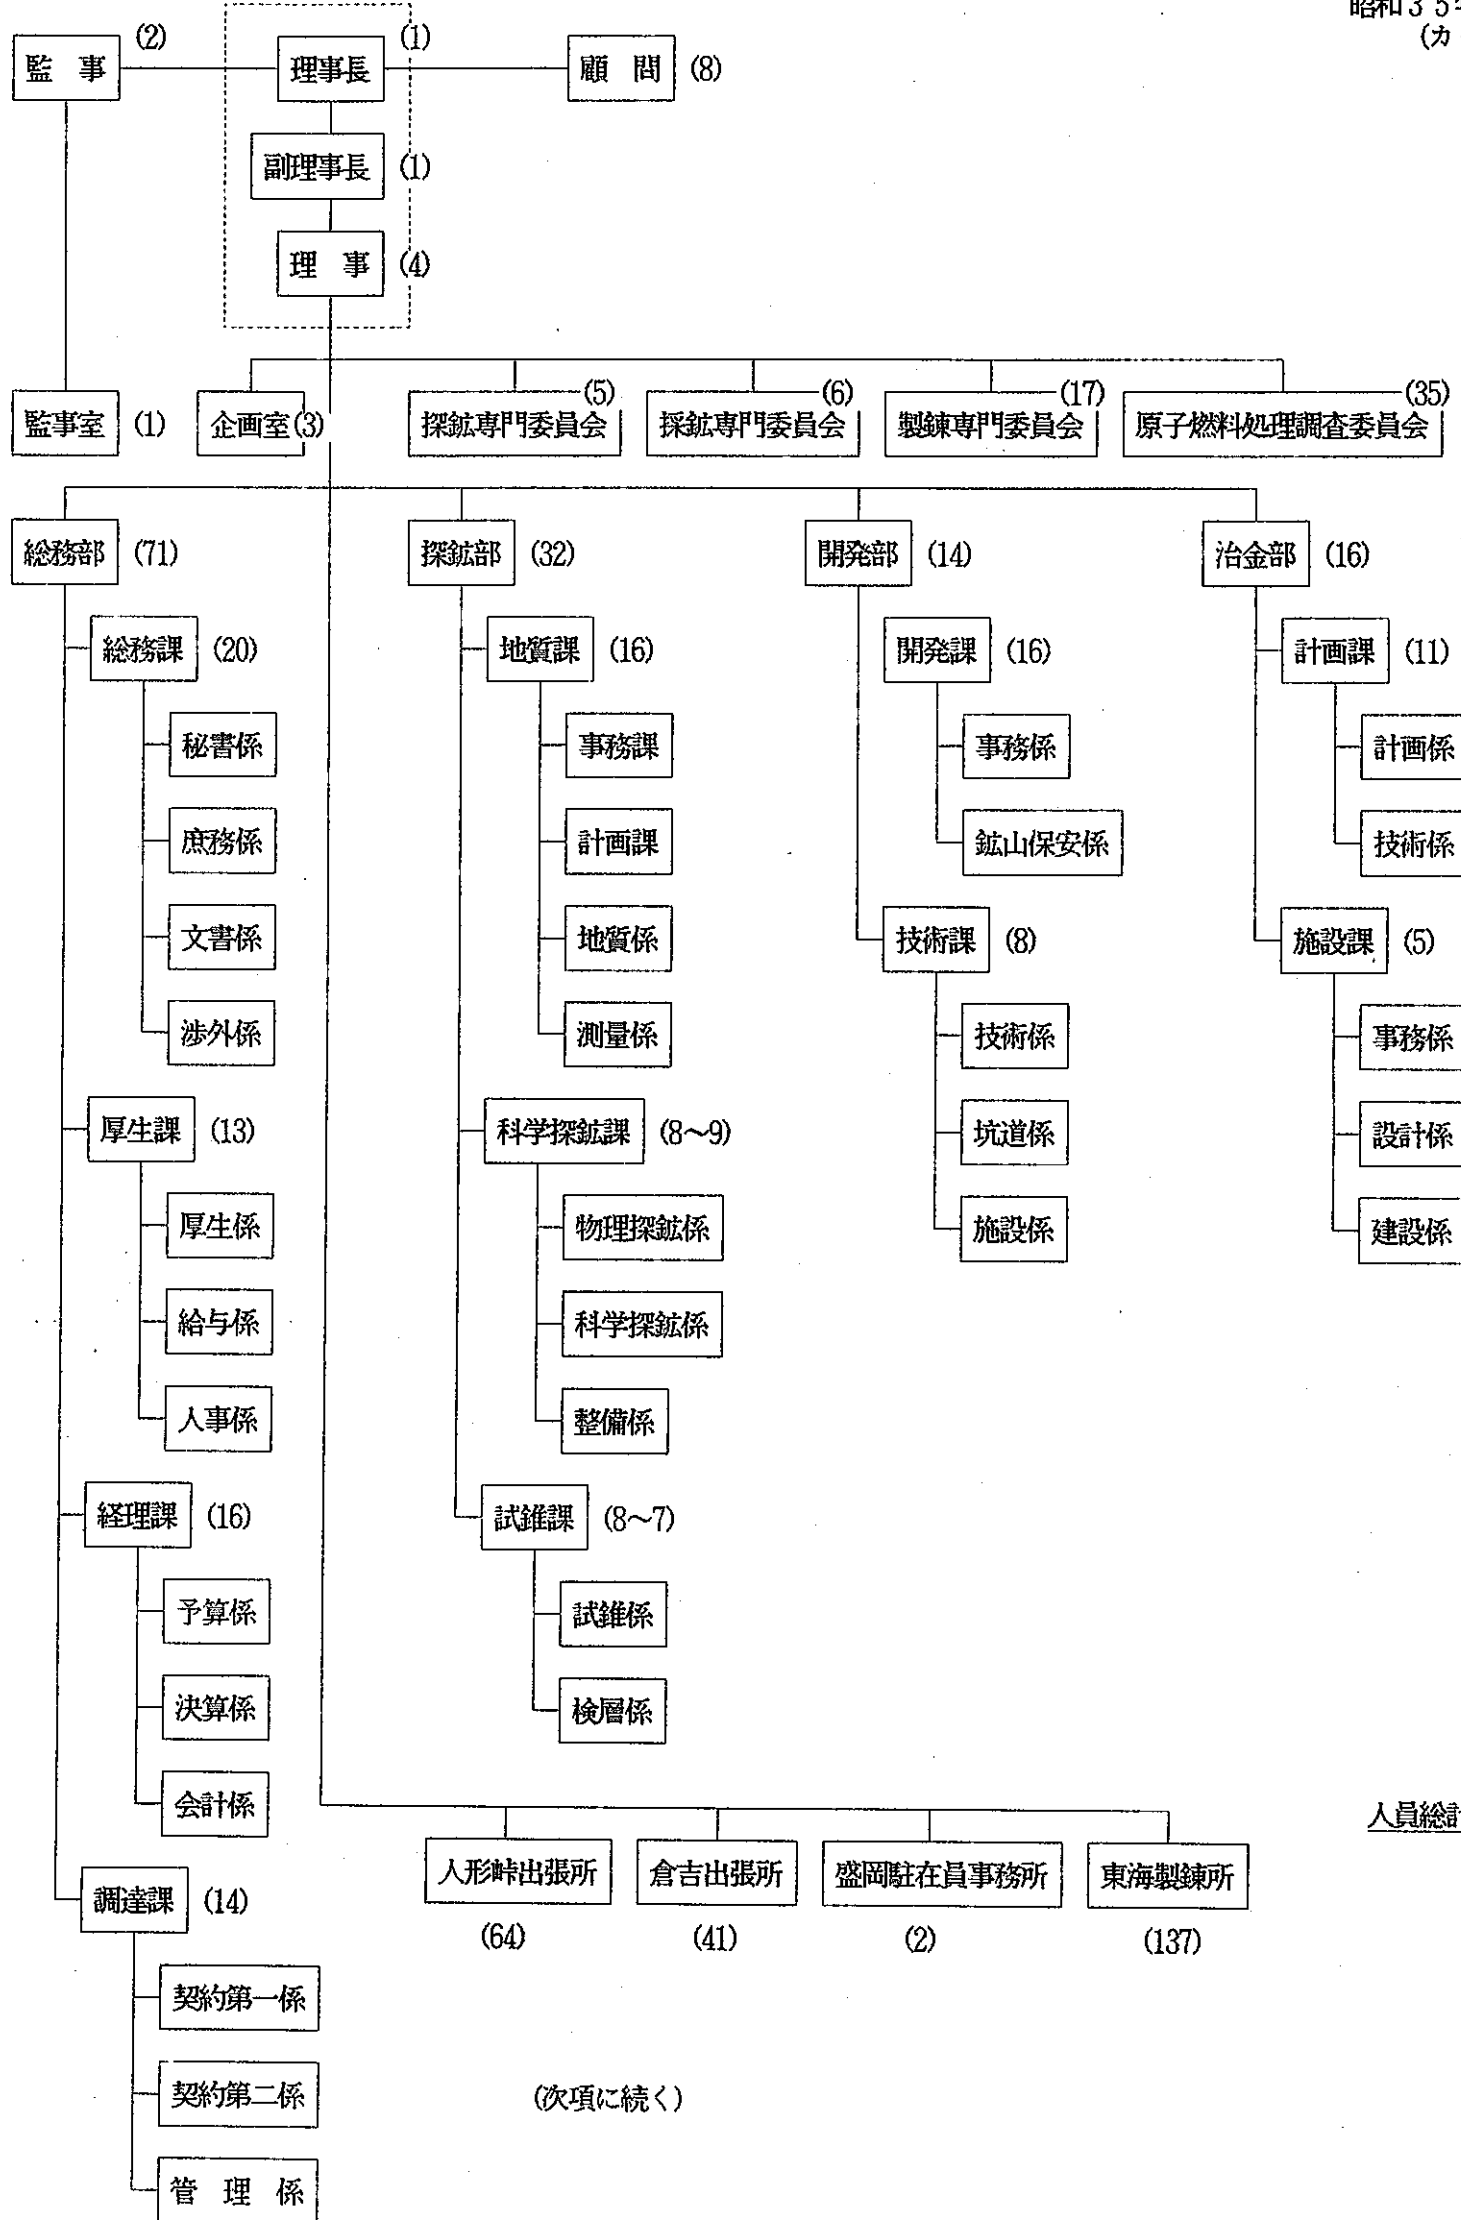 昭和35
(カ
監 事 (2)
理事長 (1)
顧 問 (8)
副理事長 (1)
理 事 (4)
監事室 (1)
企画室 (3)
探鉱専門委員会 (5)
採鉱専門委員会 (6)
製錬専門委員会 (17)
原子燃料処理調査委員会 (35)
総務部 (71)
探鉱部 (32)
開発部 (14)
治金部 (16)
総務課 (20)
秘書係
庶務係
文書係
渉外係
厚生課 (13)
厚生係
給与係
人事係
経理課 (16)
予算係
決算係
会計係
調達課 (14)
契約第一係
契約第二係
管 理 係
地質課 (16)
事務課
計画課
地質係
測量係
科学探鉱課 (8～9)
物理探鉱係
科学探鉱係
整備係
試錐課 (8～7)
試錐係
検層係
開発課 (16)
事務係
鉱山保安係
技術課 (8)
技術係
坑道係
施設係
計画課 (11)
計画係
技術係
施設課 (5)
事務係
設計係
建設係
人形峠出張所 (64)
倉吉出張所 (41)
盛岡駐在員事務所 (2)
東海製錬所 (137)
人員総計
(次項に続く)